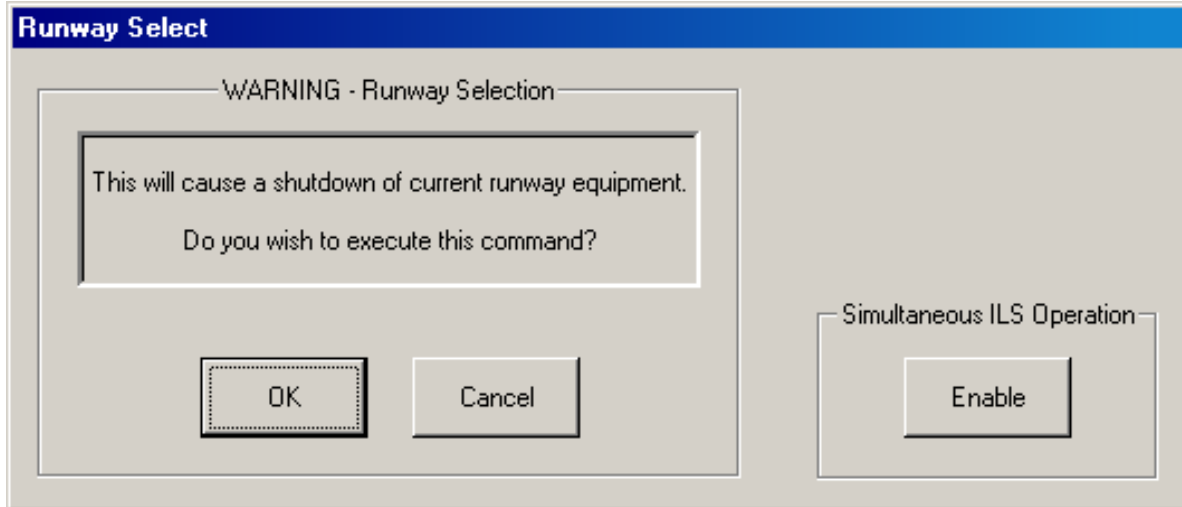 Runway Select
WARNING - Runway Selection
This will cause a shutdown of current runway equipment.
Do you wish to execute this command?
OK
Cancel
Simultaneous ILS Operation
Enable